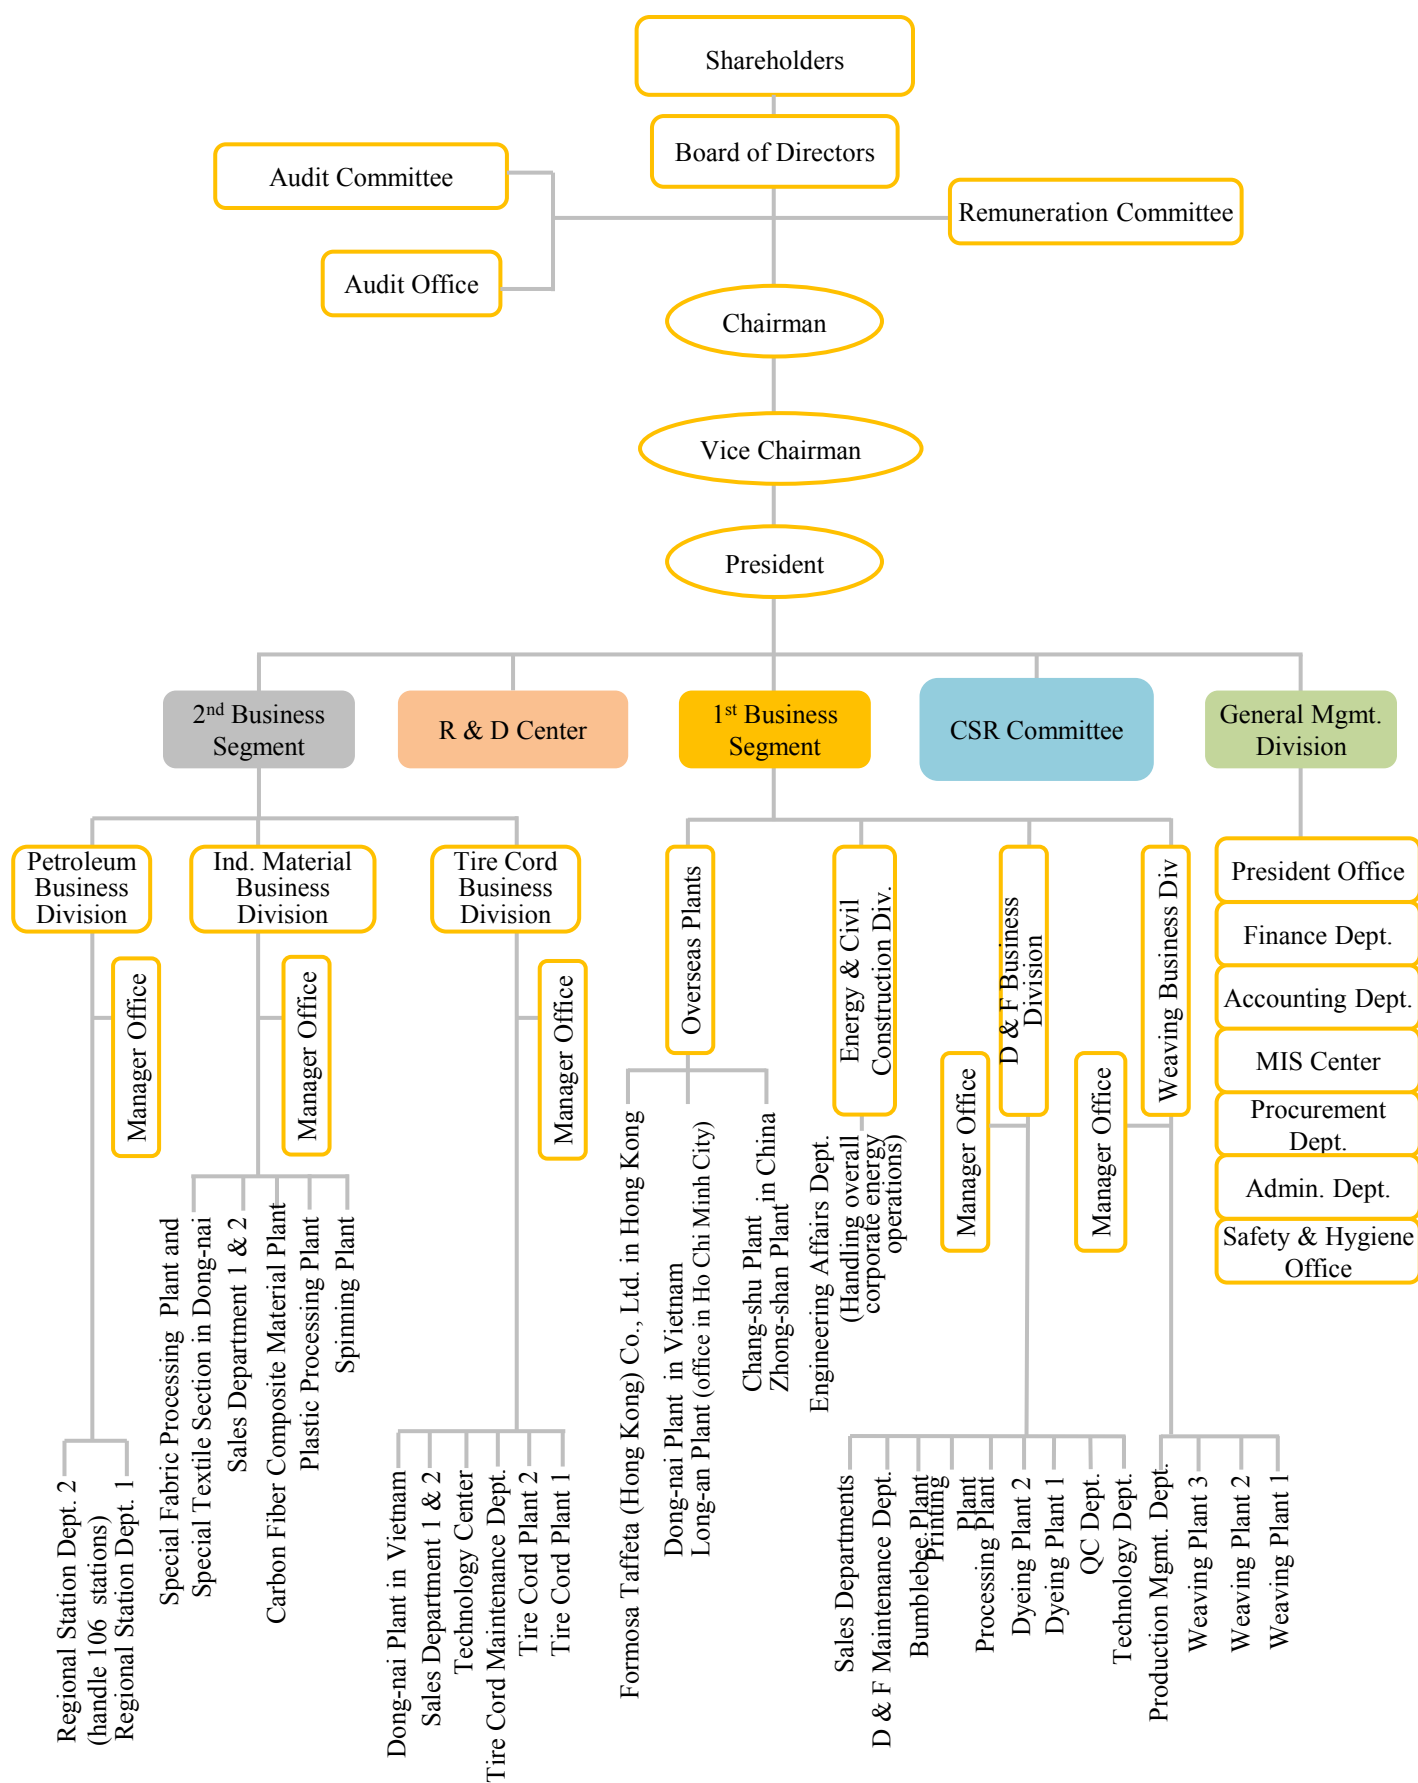 Shareholders
Board of Directors
Audit Committee
Remuneration Committee
Audit Office
Chairman
Vice Chairman
President
2nd Business
Segment
R & D Center
1st Business
Segment
CSR Committee
General Mgmt.
Division
Petroleum
Business
Division
Ind. Material
Business
Division
Tire Cord
Business
Division
Overseas Plants
Energy & Civil
Construction Div.
D & F Business
Division
Weaving Business Div
President Office
Finance Dept.
Accounting Dept.
MIS Center
Procurement
Dept.
Admin. Dept.
Safety & Hygiene
Office
Manager Office
Manager Office
Manager Office
Manager Office
Manager Office
Regional Station Dept. 2
(handle 106 stations)
Regional Station Dept. 1
Special Fabric Processing Plant and
Special Textile Section in Dong-nai
Sales Department 1 & 2
Carbon Fiber Composite Material Plant
Plastic Processing Plant
Spinning Plant
Dong-nai Plant in Vietnam
Sales Department 1 & 2
Technology Center
Tire Cord Maintenance Dept.
Tire Cord Plant 2
Tire Cord Plant 1
Formosa Taffeta (Hong Kong) Co., Ltd. in Hong Kong
Dong-nai Plant in Vietnam
Long-an Plant (office in Ho Chi Minh City)
Chang-shu Plant
Zhong-shan Plant in China
Engineering Affairs Dept.
(Handling overall
corporate energy
operations)
Sales Departments
D & F Maintenance Dept.
Bumblebee Plant
Printing
Plant
Processing Plant
Dyeing Plant 2
Dyeing Plant 1
QC Dept.
Technology Dept.
Production Mgmt. Dept.
Weaving Plant 3
Weaving Plant 2
Weaving Plant 1